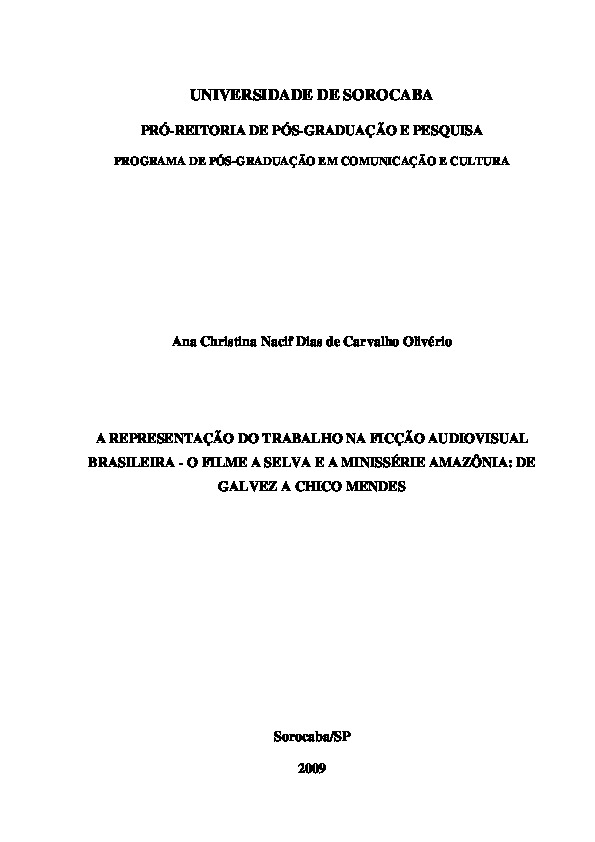 UNIVERSIDADE DE SOROCABA
PRÓ-REITORIA DE PÓS-GRADUAÇÃO E PESQUISA
PROGRAMA DE PÓS-GRADUAÇÃO EM COMUNICAÇÃO E CULTURA
Ana Christina Nacif Dias de Carvalho Olivério
A REPRESENTAÇÃO DO TRABALHO NA FICÇÃO AUDIOVISUAL
BRASILEIRA - O FILME A SELVA E A MINISSÉRIE AMAZÔNIA: DE
GALVEZ A CHICO MENDES
Sorocaba/SP
2009